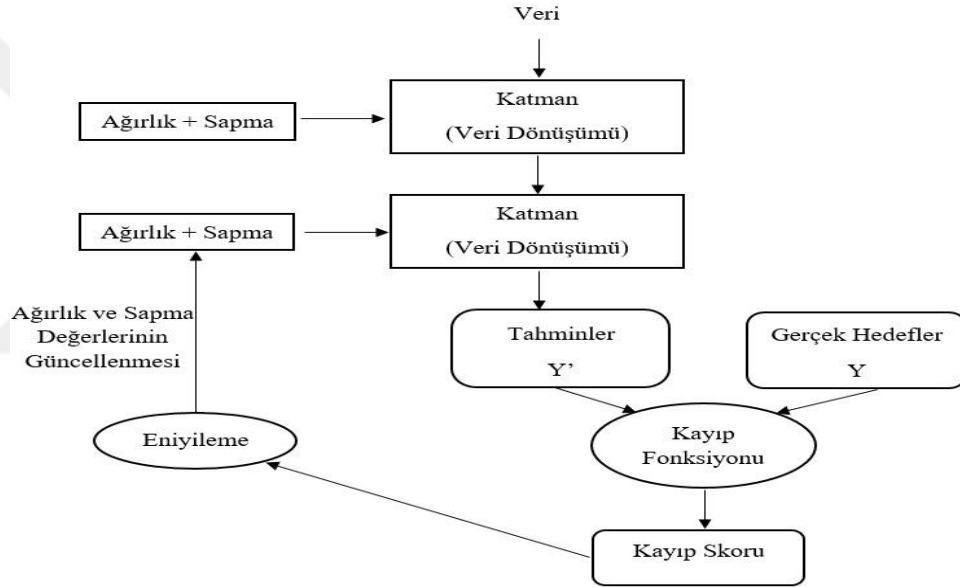 Veri
Katman
(Veri Dönüşümü)
Ağırlık + Sapma
Katman
(Veri Dönüşümü)
Ağırlık + Sapma
Ağırlık ve Sapma
Değerlerinin
Güncellenmesi
Tahminler
Y’
Gerçek Hedefler
Y
Eniyileme
Kayıp
Fonksiyonu
Kayıp Skoru